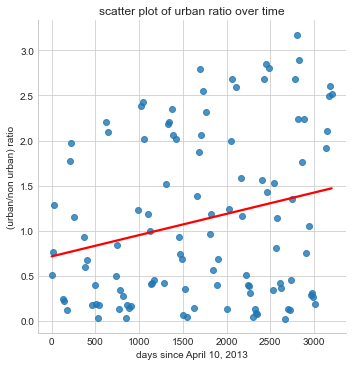 scatter plot of urban ratio over time
(urban/non urban) ratio
3.0
2.5
2.0
1.5
1.0
0.5
0.0
0 500 1000 1500 2000 2500 3000
days since April 10, 2013